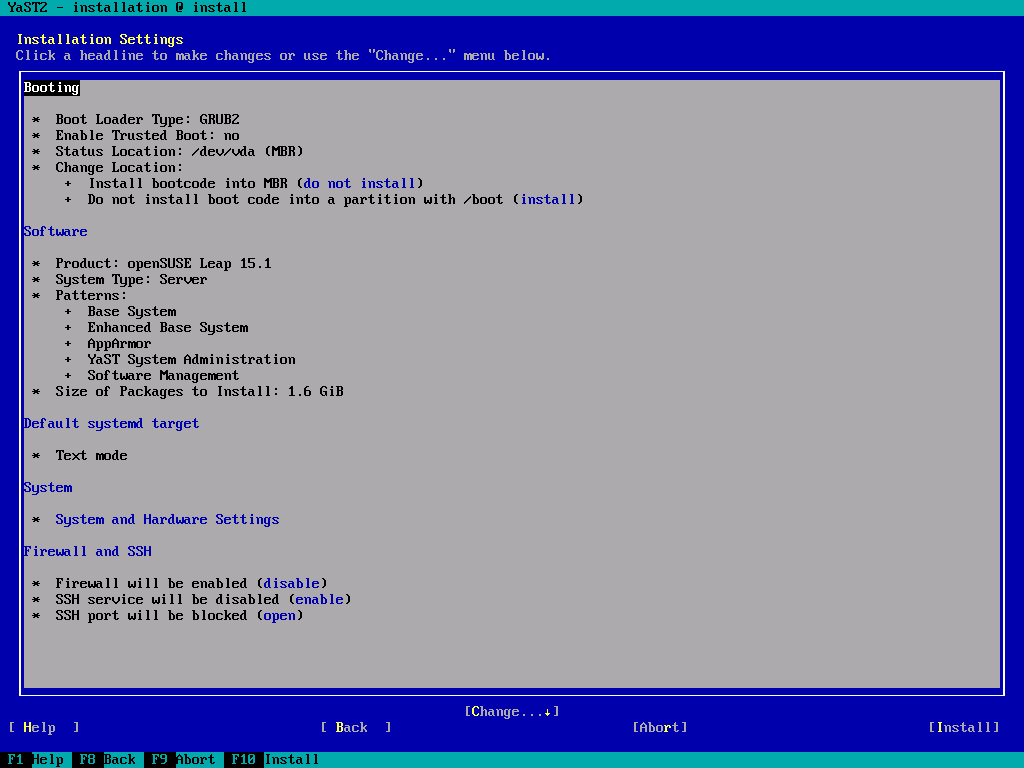 YaST2 - installation @ install
Installation Settings
Click a headline to make changes or use the "Change..." menu below.
Booting
* Boot Loader Type: GRUB2
* Enable Trusted Boot: no
* Status Location: /dev/vda (MBR)
* Change Location:
+ Install bootcode into MBR (do not install)
+ Do not install boot code into a partition with /boot (install)
Software
* Product: openSUSE Leap 15.1
* System Type: Server
* Patterns:
+ Base System
+ Enhanced Base System
+ AppArmor
+ YaST System Administration
+ Software Management
* Size of Packages to Install: 1.6 GiB
Default systemd target
* Text mode
System
* System and Hardware Settings
Firewall and SSH
* Firewall will be enabled (disable)
* SSH service will be disabled (enable)
* SSH port will be blocked (open)
[Change...↓]
[ Help ] [ Back ] [Abort] [Install]
F1 Help F8 Back F9 Abort F10 Install